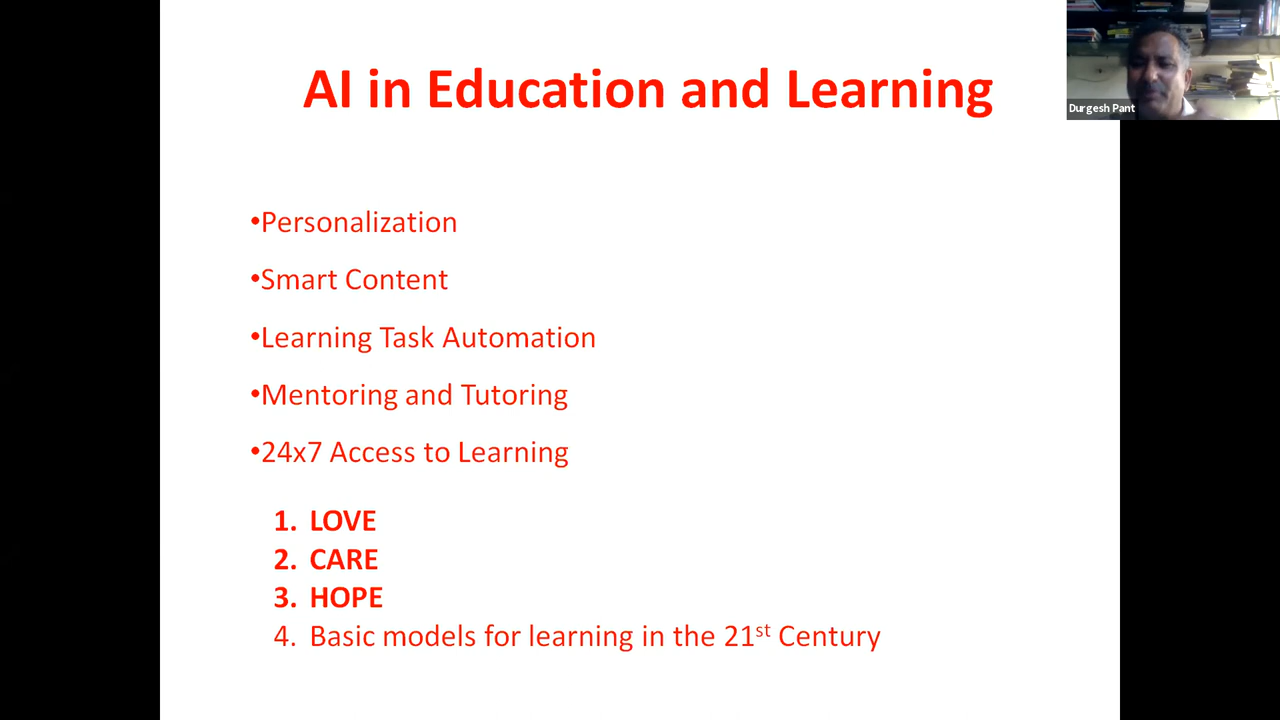 AI in Education and Learning
Durgesh Pant
•Personalization
•Smart Content
•Learning Task Automation
•Mentoring and Tutoring
•24x7 Access to Learning
1. LOVE
2. CARE
3. HOPE
4. Basic models for learning in the 21st Century